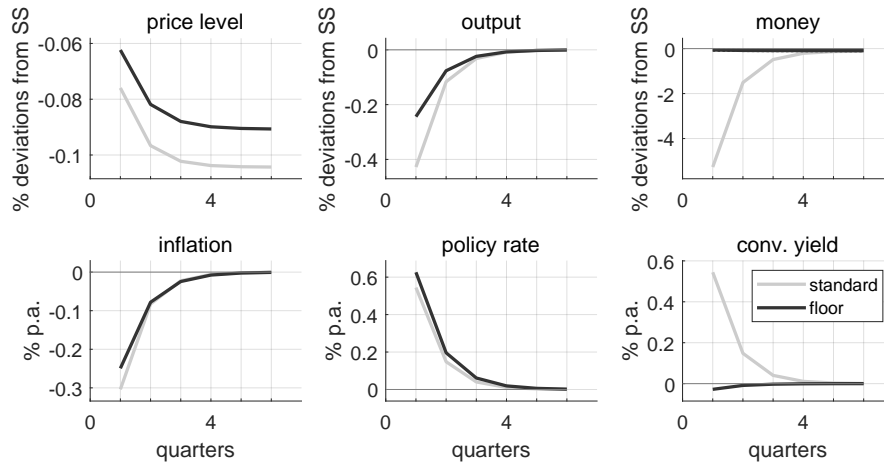 price level
output
money
% deviations from SS
-0.06
-0.08
-0.1
0
4
% deviations from SS
0
-0.2
-0.4
0
4
% deviations from SS
0
-2
-4
0
4
inflation
policy rate
conv. yield
% p.a.
0
-0.1
-0.2
-0.3
0
4
quarters
% p.a.
0.6
0.4
0.2
0
0
4
quarters
% p.a.
0.6
0.4
0.2
0
0
4
quarters
standard
floor